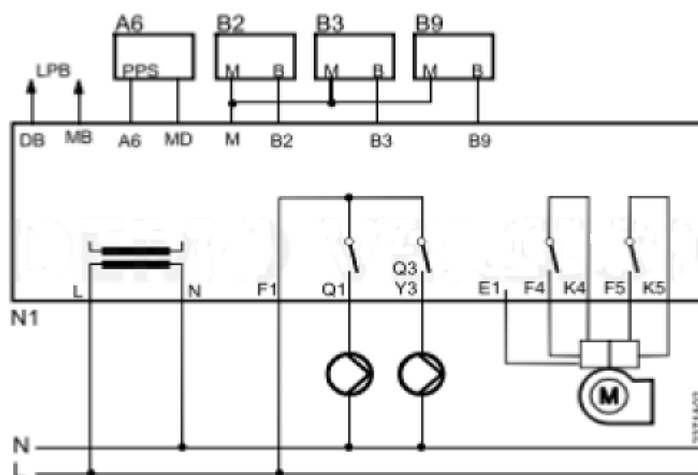 A6 B2 B3 B9
PPS M B M B M B
LPB
DB MB A6 MD M B2 B3 B9
Q3
L N F1 Q1 Y3 E1 F4 K4 F5 K5
N1
M
N
L